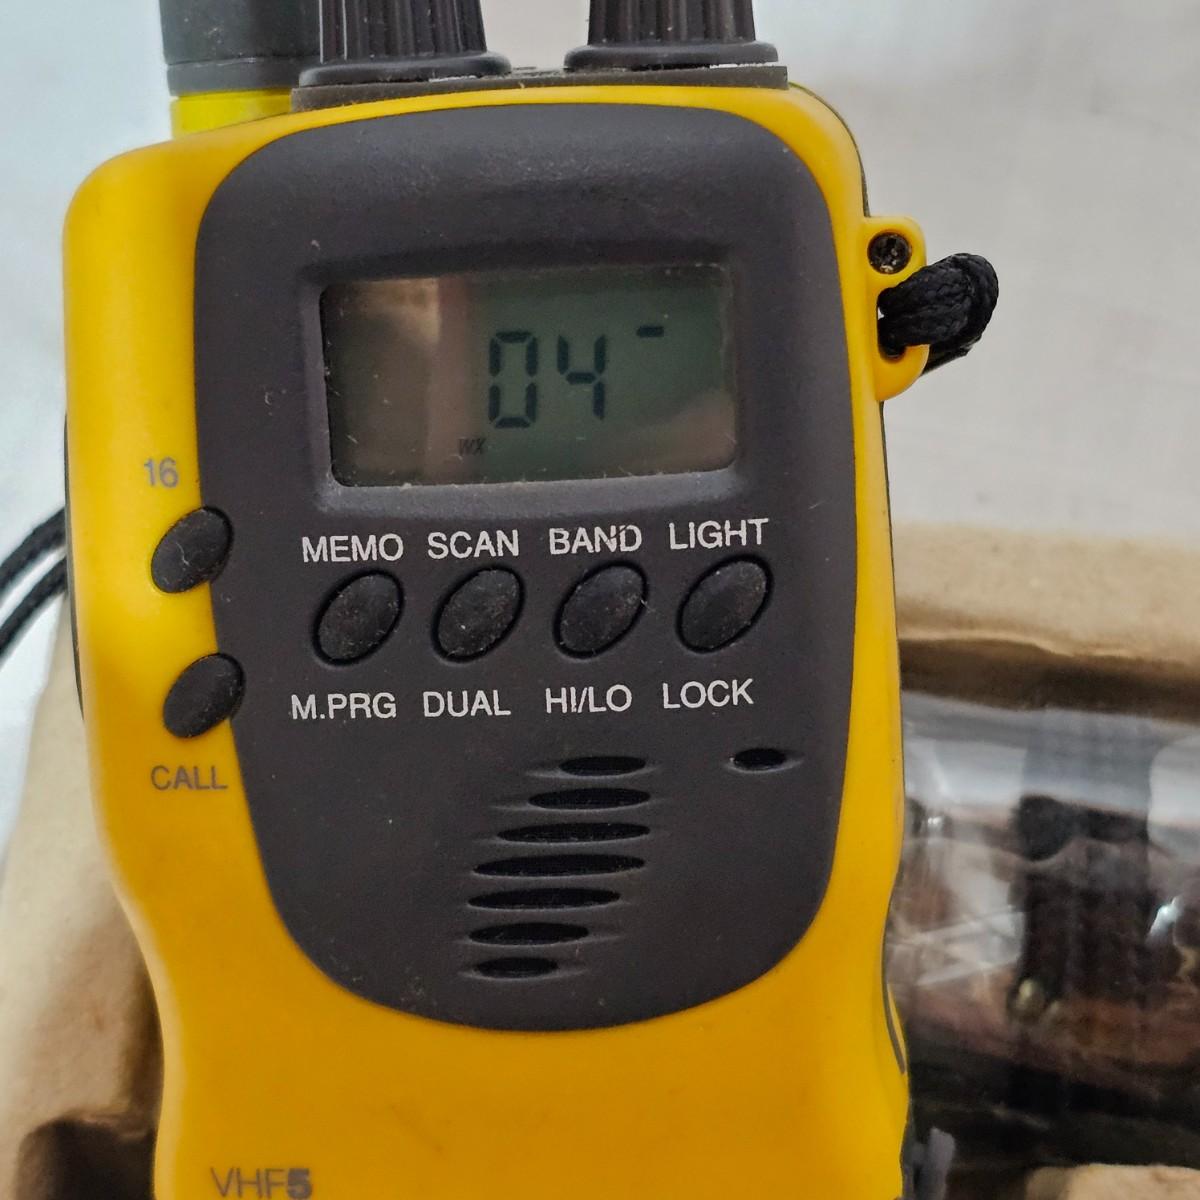 04 -
WX
16
MEMO SCAN BAND LIGHT
M.PRG DUAL HI/LO LOCK
CALL
VHF5